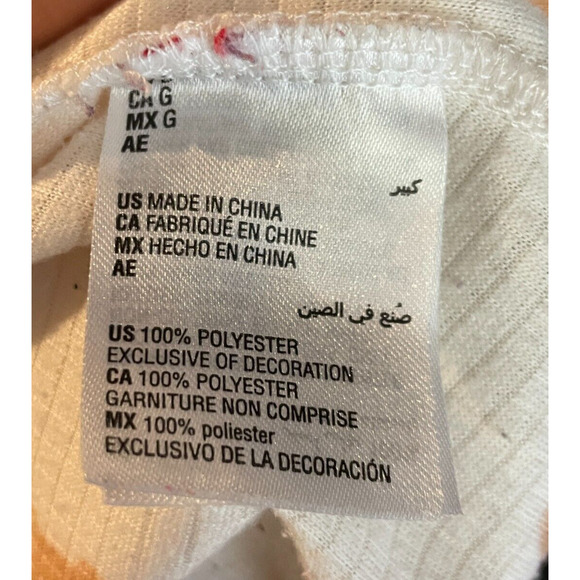 CA G
MX G
AE
كبير
US MADE IN CHINA
CA FABRIQUÉ EN CHINE
MX HECHO EN CHINA
AE
صُنع في الصين
US 100% POLYESTER
EXCLUSIVE OF DECORATION
CA 100% POLYESTER
GARNITURE NON COMPRISE
MX 100% poliester
EXCLUSIVO DE LA DECORACIÓN